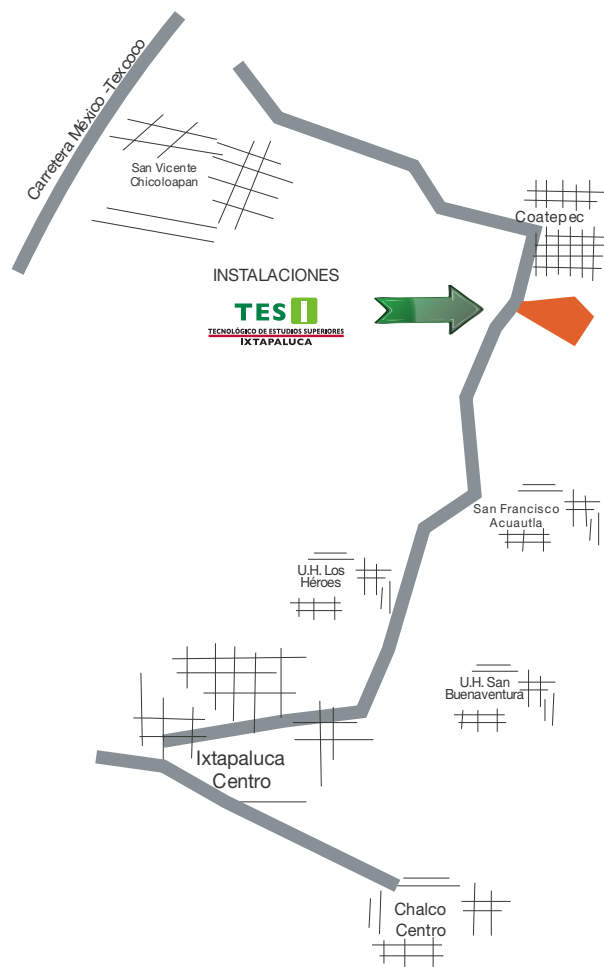 Carretera México -Texcoco
San Vicente
Chicoloapan
Coatepec
INSTALACIONES
TESI
TECNOLÓGICO DE ESTUDIOS SUPERIORES
IXTAPALUCA
San Francisco
Acuautla
U.H. Los
Héroes
U.H. San
Buenaventura
Ixtapaluca
Centro
Chalco
Centro